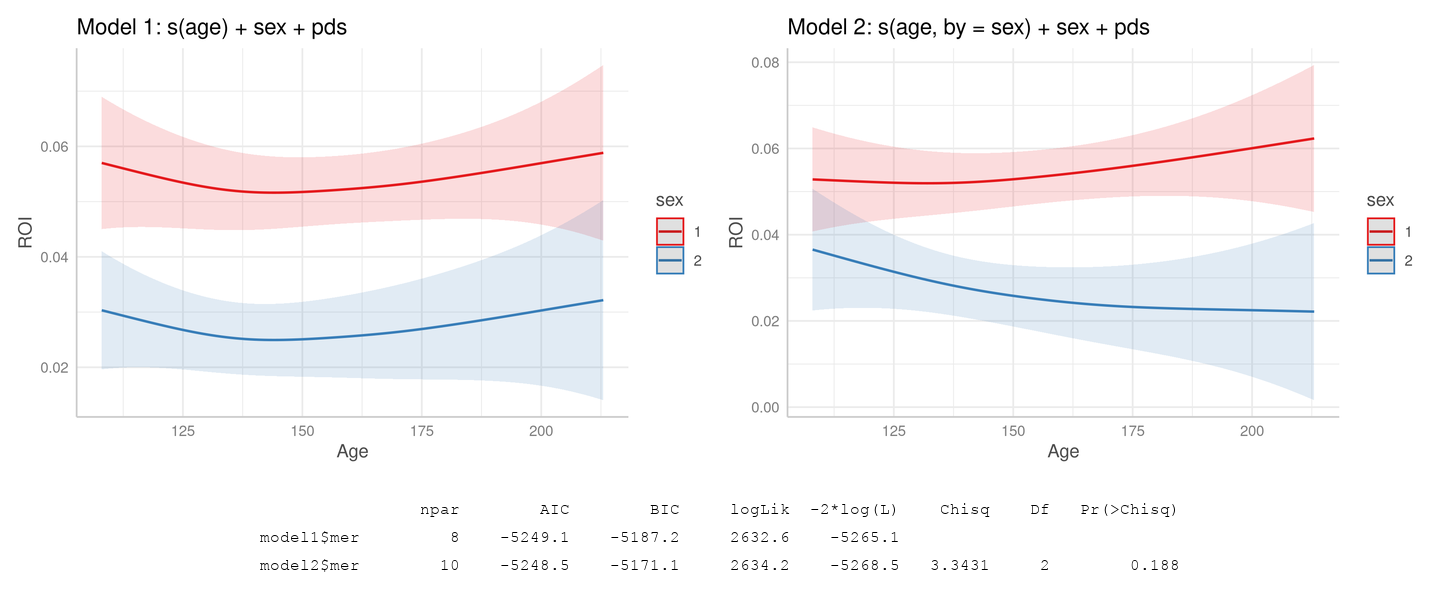 Model 1: s(age) + sex + pds
0.06
0.04
0.02
ROI
125 150 175 200
Age
sex
1
2
Model 2: s(age, by = sex) + sex + pds
0.08
0.06
0.04
0.02
0.00
ROI
125 150 175 200
Age
sex
1
2
npar AIC BIC logLik -2*log(L) Chisq Df Pr(>Chisq)
model1$mer 8 -5249.1 -5187.2 2632.6 -5265.1
model2$mer 10 -5248.5 -5171.1 2634.2 -5268.5 3.3431 2 0.188